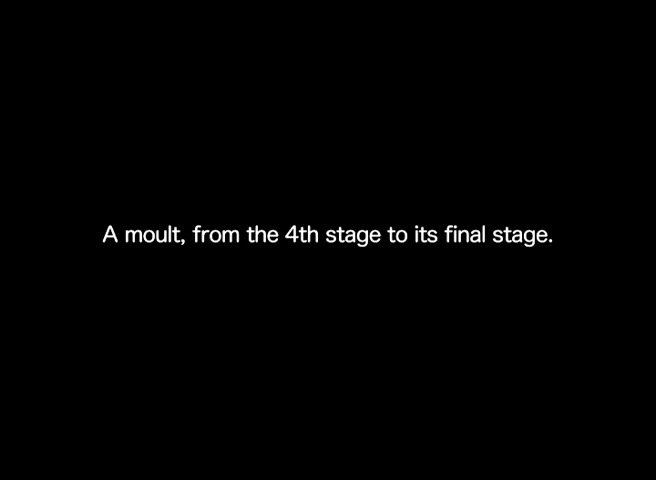 A moult, from the 4th stage to its final stage.